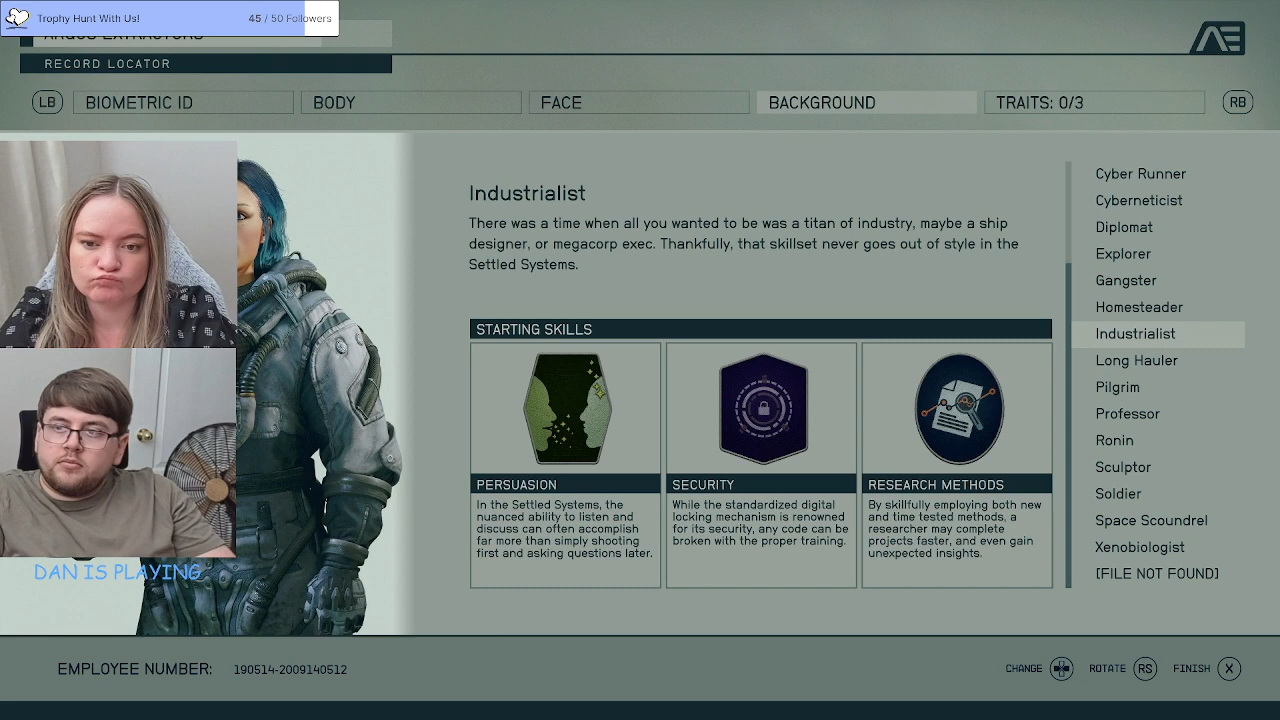 Trophy Hunt With Us!
45 / 50 Followers
ARGOS EXTRACTORS
RECORD LOCATOR
LB
BIOMETRIC ID
BODY
FACE
BACKGROUND
TRAITS: 0/3
RB
Industrialist
There was a time when all you wanted to be was a titan of industry, maybe a ship
designer, or megacorp exec. Thankfully, that skillset never goes out of style in the
Settled Systems.
STARTING SKILLS
PERSUASION
In the Settled Systems, the
nuanced ability to listen and
discuss can often accomplish
far more than simply shooting
first and asking questions later.
SECURITY
While the standardized digital
locking mechanism is renowned
for its security, any code can be
broken with the proper training.
RESEARCH METHODS
By skillfully employing both new
and time tested methods, a
researcher may complete
projects faster, and even gain
unexpected insights.
Cyber Runner
Cyberneticist
Diplomat
Explorer
Gangster
Homesteader
Industrialist
Long Hauler
Pilgrim
Professor
Ronin
Sculptor
Soldier
Space Scoundrel
Xenobiologist
[FILE NOT FOUND]
DAN IS PLAYING
EMPLOYEE NUMBER:
190514-2009140512
CHANGE
ROTATE
RS
FINISH
X